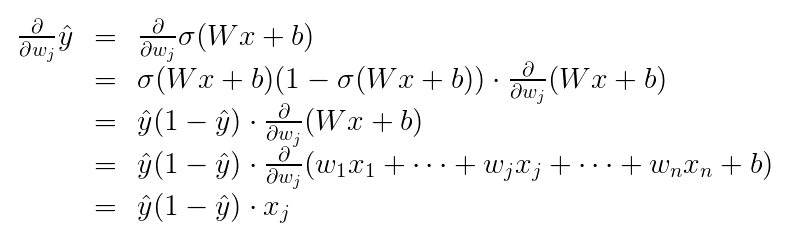 ∂/∂w_j ŷ = ∂/∂w_j σ(Wx + b)
= σ(Wx + b)(1 − σ(Wx + b)) · ∂/∂w_j (Wx + b)
= ŷ(1 − ŷ) · ∂/∂w_j (Wx + b)
= ŷ(1 − ŷ) · ∂/∂w_j (w_1x_1 + ⋯ + w_jx_j + ⋯ + w_nx_n + b)
= ŷ(1 − ŷ) · x_j